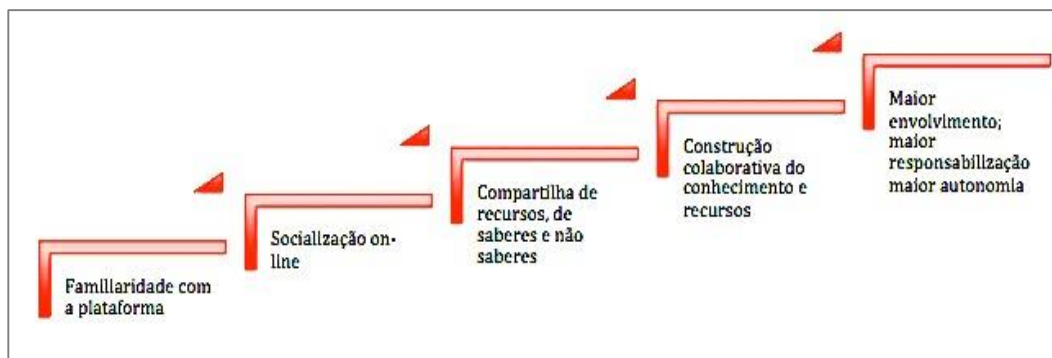 Familiaridade com
a plataforma
Socialização on-
line
Compartilha de
recursos, de
saberes e não
saberes
Construção
colaborativa do
conhecimento e
recursos
Maior
envolvimento;
maior
responsabilização
maior autonomia